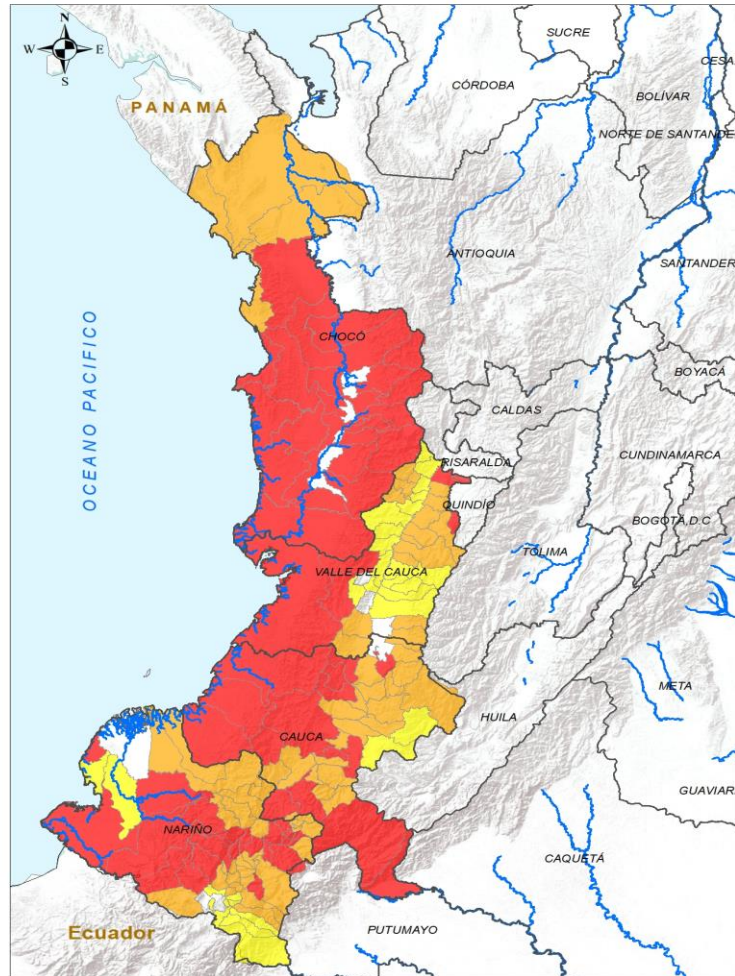 N
W E
S
SUCRE
CESA
CÓRDOBA
BOLÍVAR
PANAMÁ
NORTE DE SANTANDE
ANTIOQUIA
SANTANDER
OCEANO PACIFICO
CHOCÓ
BOYACÁ
CALDAS
CUNDINAMARCA
RISARALDA
QUINDÍO
BOGOTÁ, D.C
TOLIMA
VALLE DEL CAUCA
META
HUILA
CAUCA
GUAVIAR
NARIÑO
CAQUETÁ
Ecuador
PUTUMAYO